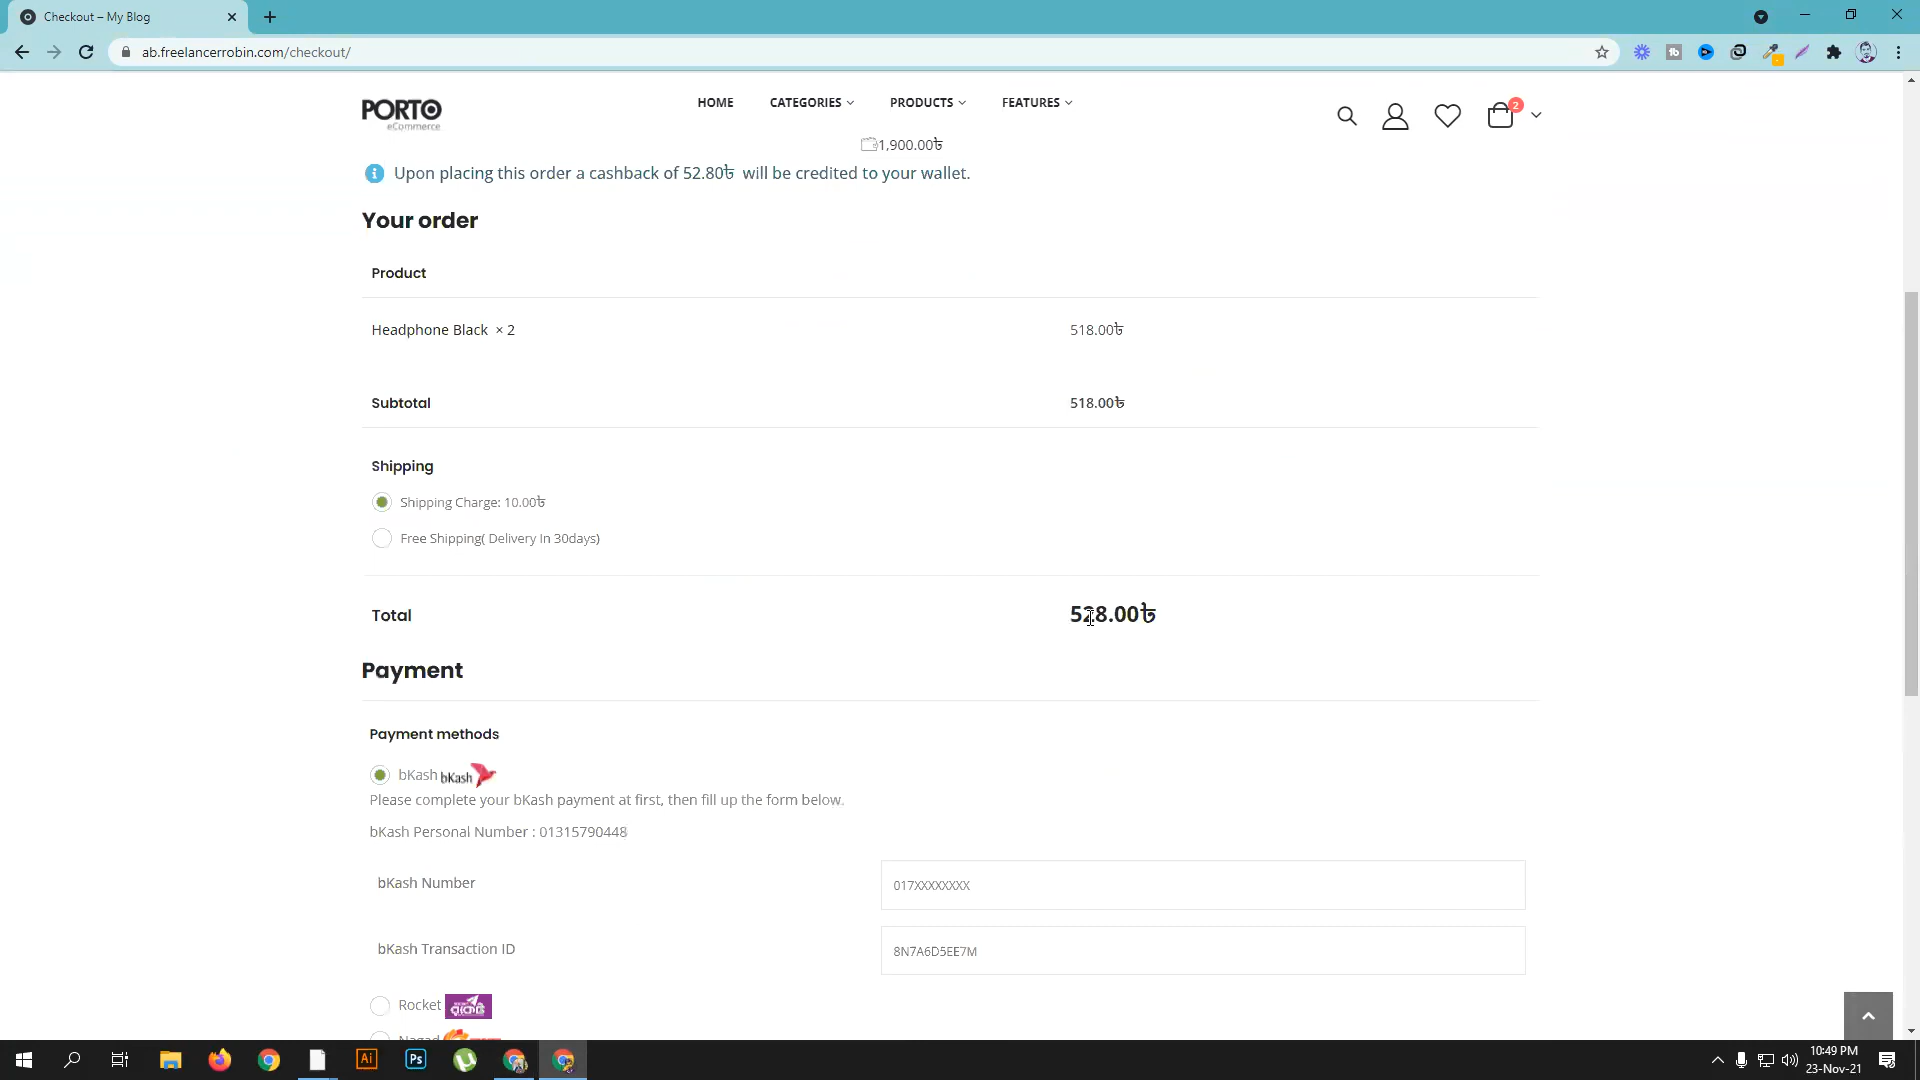 Checkout – My Blog
ab.freelancerrobin.com/checkout/
PORTO
eCommerce
HOME CATEGORIES PRODUCTS FEATURES
2
1,900.00৳
Upon placing this order a cashback of 52.80৳ will be credited to your wallet.
Your order
Product
Headphone Black × 2 518.00৳
Subtotal 518.00৳
Shipping
Shipping Charge: 10.00৳
Free Shipping( Delivery In 30days)
Total 528.00৳
Payment
Payment methods
bKash bKash
Please complete your bKash payment at first, then fill up the form below.
bKash Personal Number : 01315790448
bKash Number 017XXXXXXXX
bKash Transaction ID 8N7A6D5EE7M
Rocket
Nagad
Ai Ps
10:49 PM
23-Nov-21